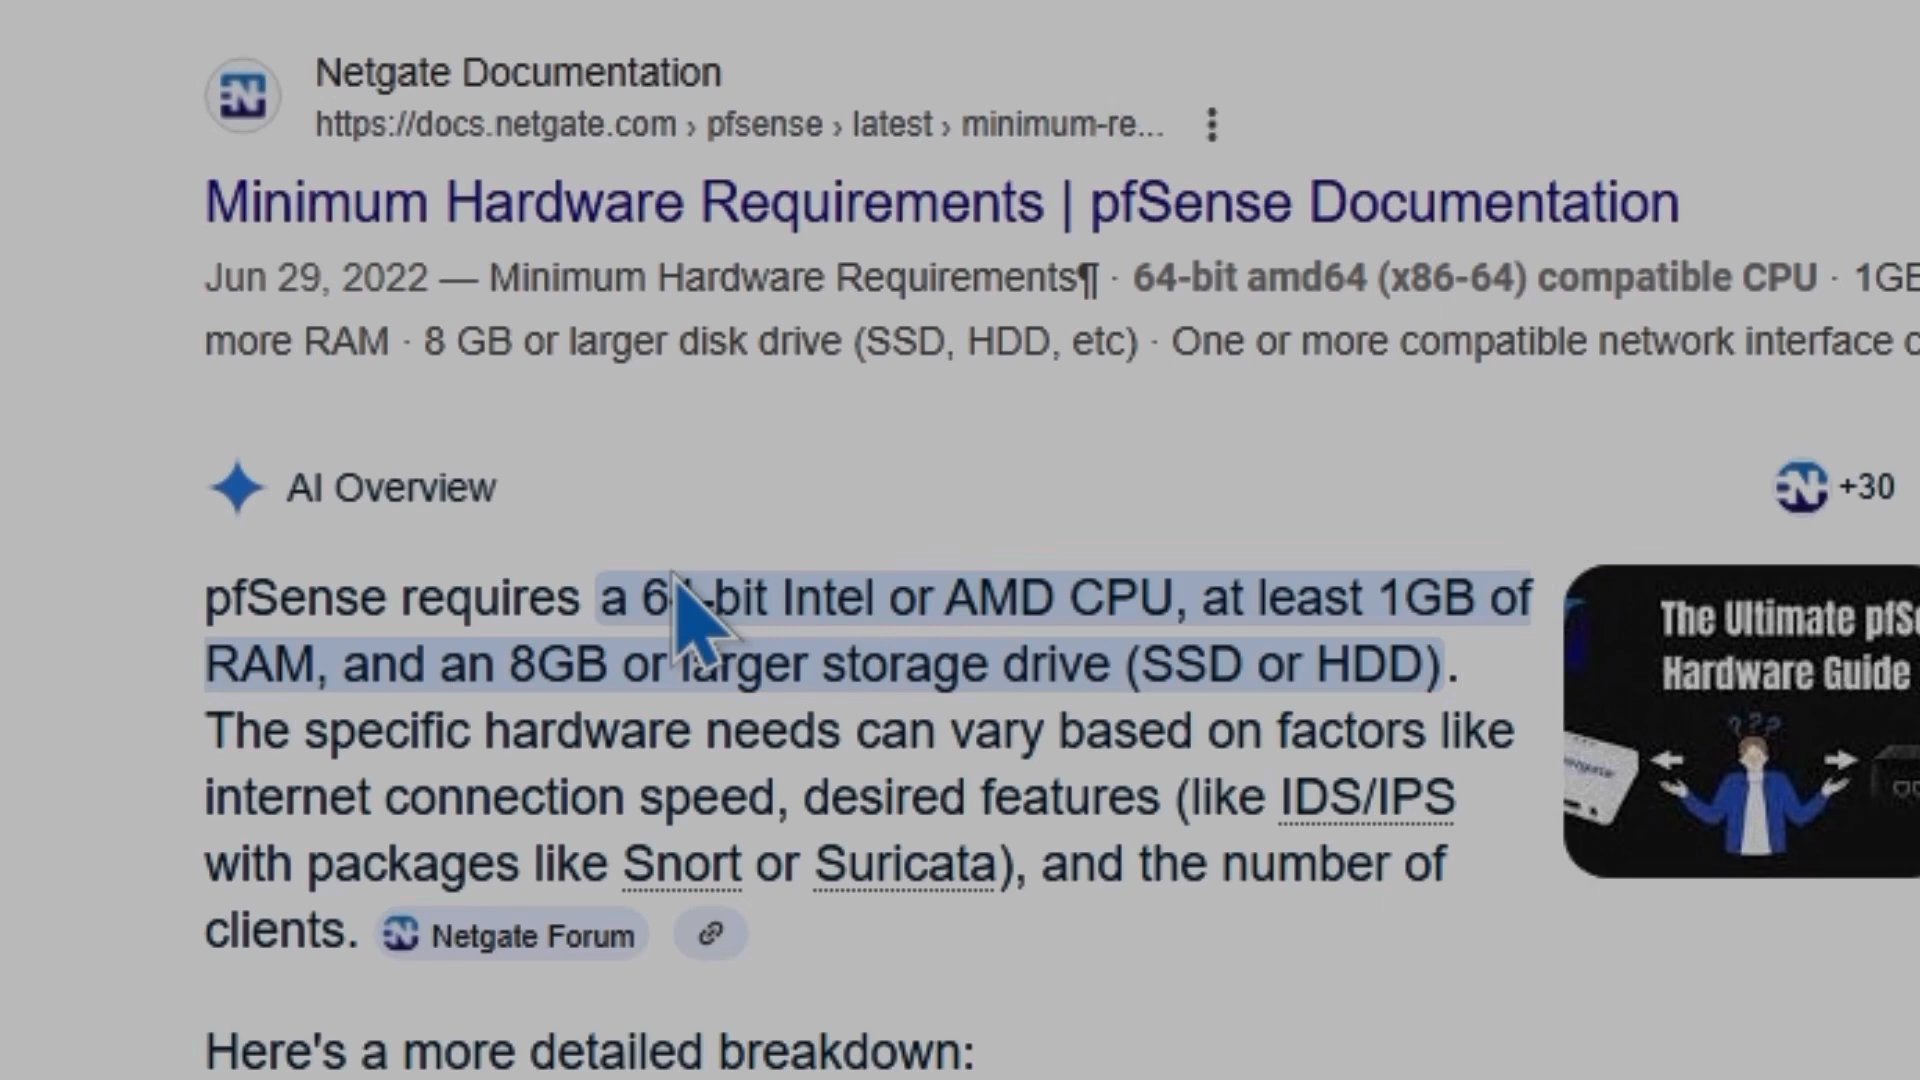 Netgate Documentation
https://docs.netgate.com › pfsense › latest › minimum-re...
Minimum Hardware Requirements | pfSense Documentation
Jun 29, 2022 — Minimum Hardware Requirements¶ · 64-bit amd64 (x86-64) compatible CPU ·
more RAM · 8 GB or larger disk drive (SSD, HDD, etc) · One or more compatible network interface
AI Overview
+30
pfSense requires a 64-bit Intel or AMD CPU, at least 1GB of
RAM, and an 8GB or larger storage drive (SSD or HDD).
The specific hardware needs can vary based on factors like
internet connection speed, desired features (like IDS/IPS
with packages like Snort or Suricata), and the number of
clients. Netgate Forum
The Ultimate
Hardware Guide
???
netgate
Here's a more detailed breakdown: